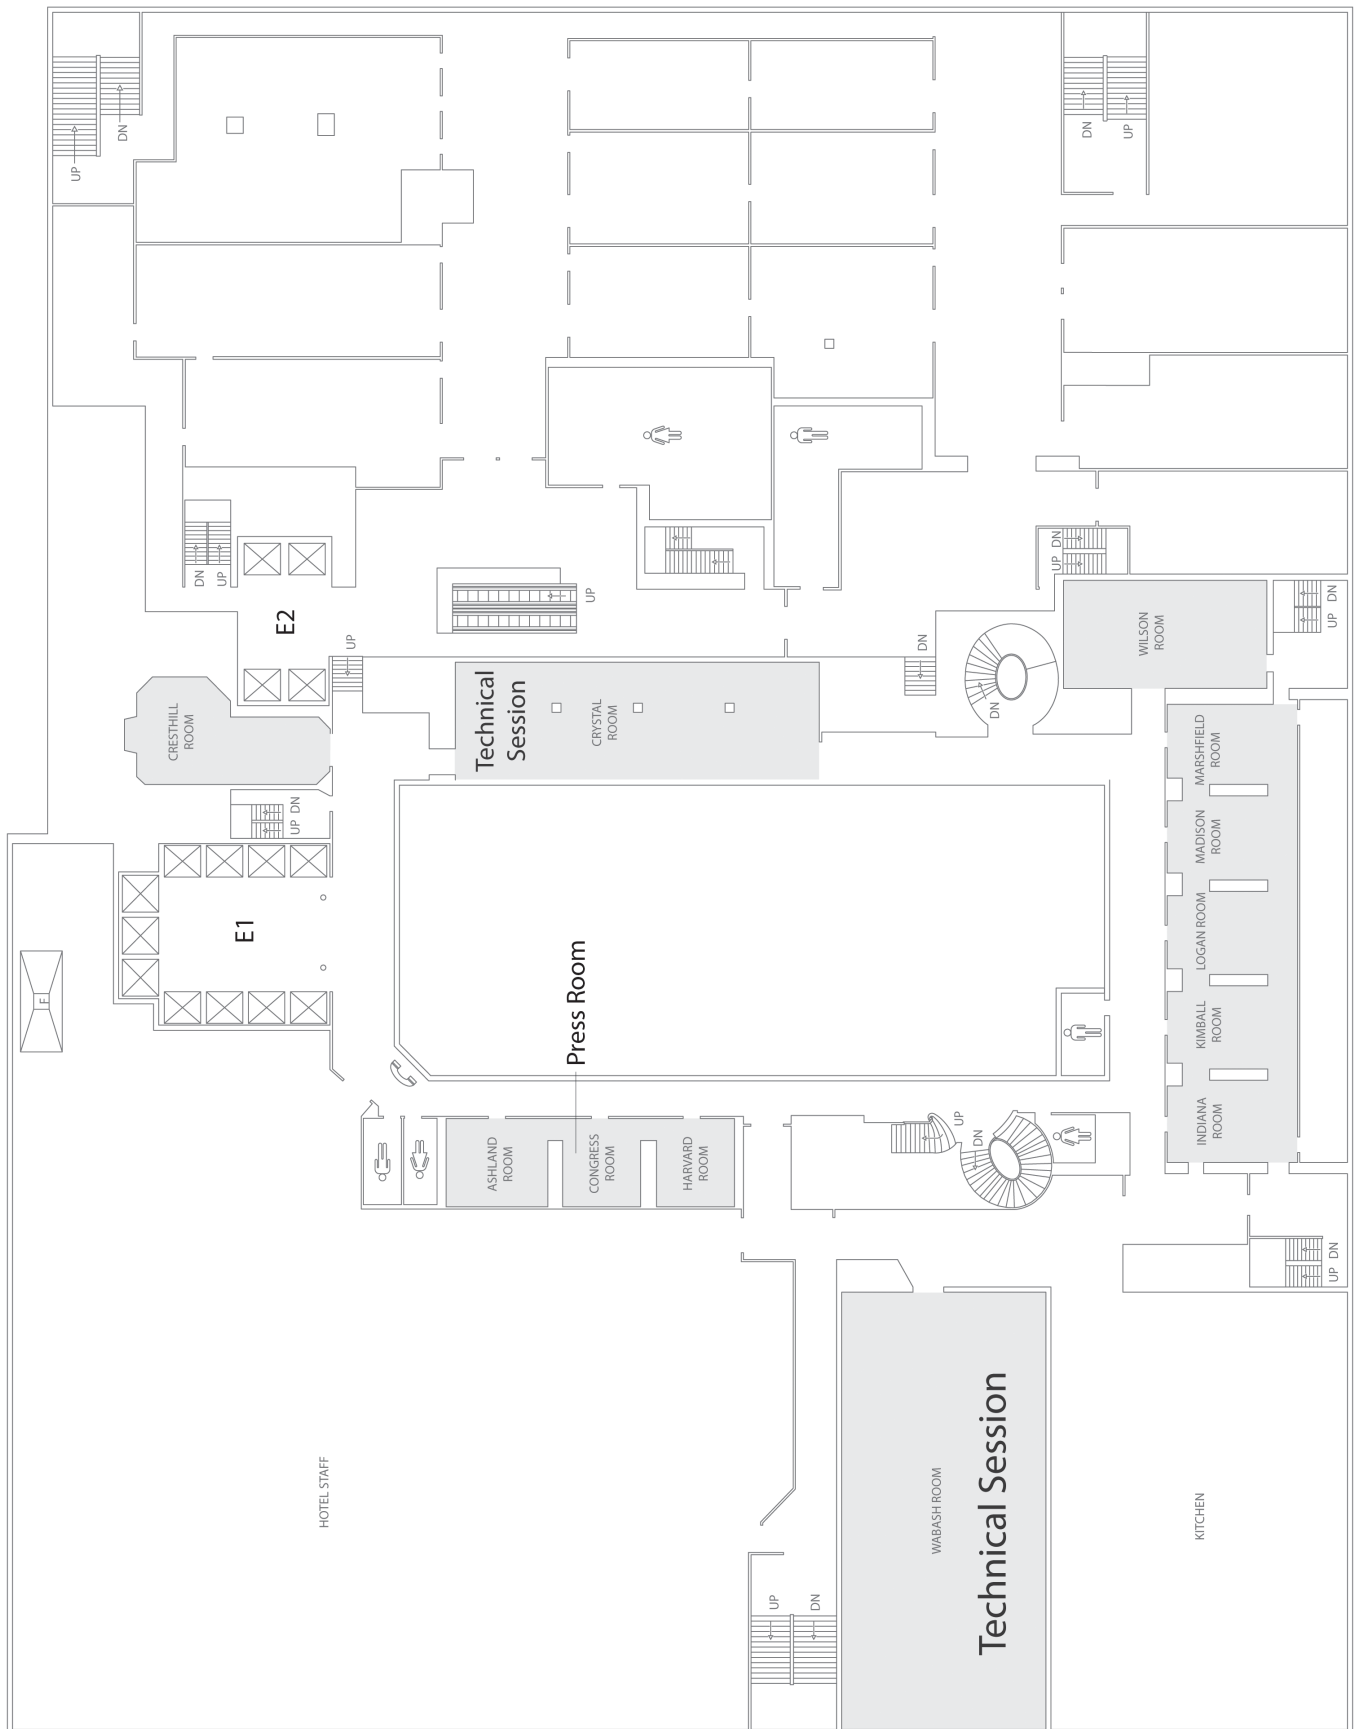 UP
DN
DN
UP
DN
UP
E2
UP
UP
UP
DN
UP
DN
DN
DN
WILSON
ROOM
CRESTHILL
ROOM
Technical
Session
CRYSTAL
ROOM
MARSHFIELD
ROOM
UP
DN
E1
MADISON
ROOM
LOGAN ROOM
KIMBALL
ROOM
INDIANA
ROOM
F
Press Room
ASHLAND
ROOM
CONGRESS
ROOM
HARVARD
ROOM
UP
DN
UP
DN
HOTEL STAFF
WABASH ROOM
Technical Session
KITCHEN
UP
DN